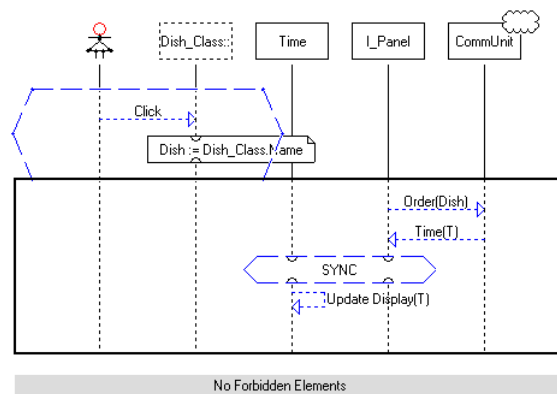 Dish_Class:: Time I_Panel CommUnit
Click
Dish := Dish_Class.Name
Order(Dish)
Time(T)
SYNC
Update Display(T)
No Forbidden Elements